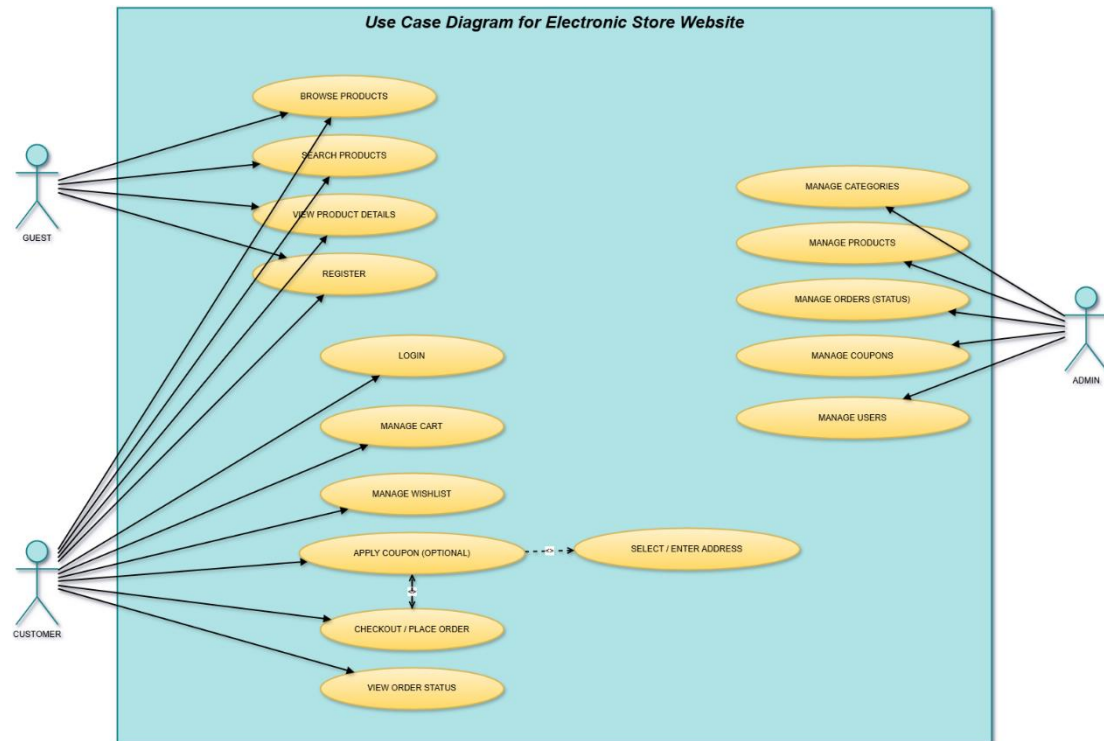 Use Case Diagram for Electronic Store Website
BROWSE PRODUCTS
SEARCH PRODUCTS
VIEW PRODUCT DETAILS
REGISTER
GUEST
LOGIN
MANAGE CART
MANAGE WISHLIST
APPLY COUPON (OPTIONAL)
<>
SELECT / ENTER ADDRESS
<>
CHECKOUT / PLACE ORDER
VIEW ORDER STATUS
CUSTOMER
MANAGE CATEGORIES
MANAGE PRODUCTS
MANAGE ORDERS (STATUS)
MANAGE COUPONS
MANAGE USERS
ADMIN